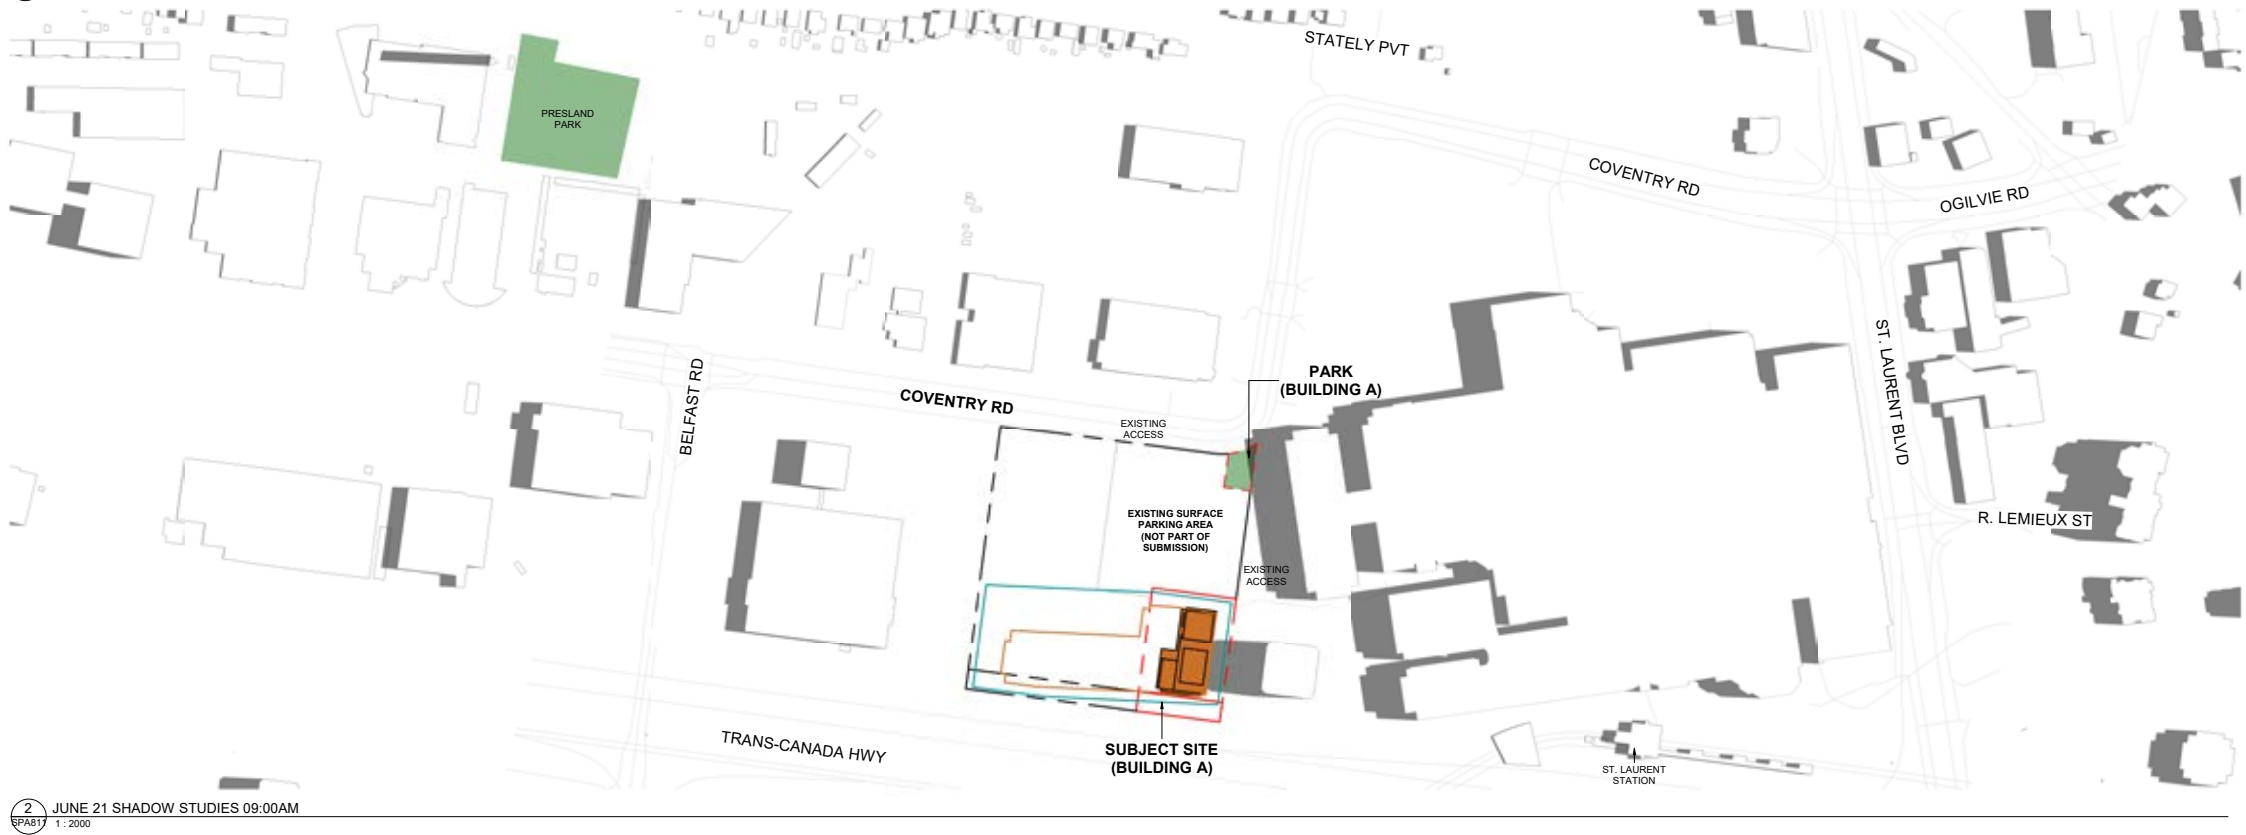 STATELY PVT
PRESLAND
PARK
COVENTRY RD
OGILVIE RD
ST. LAURENT BLVD
BELFAST RD
PARK
(BUILDING A)
COVENTRY RD
EXISTING
ACCESS
EXISTING SURFACE
PARKING AREA
(NOT PART OF
SUBMISSION)
R. LEMIEUX ST
EXISTING
ACCESS
TRANS-CANADA HWY
SUBJECT SITE
(BUILDING A)
ST. LAURENT
STATION
2
SPA811
JUNE 21 SHADOW STUDIES 09:00AM
1 : 2000